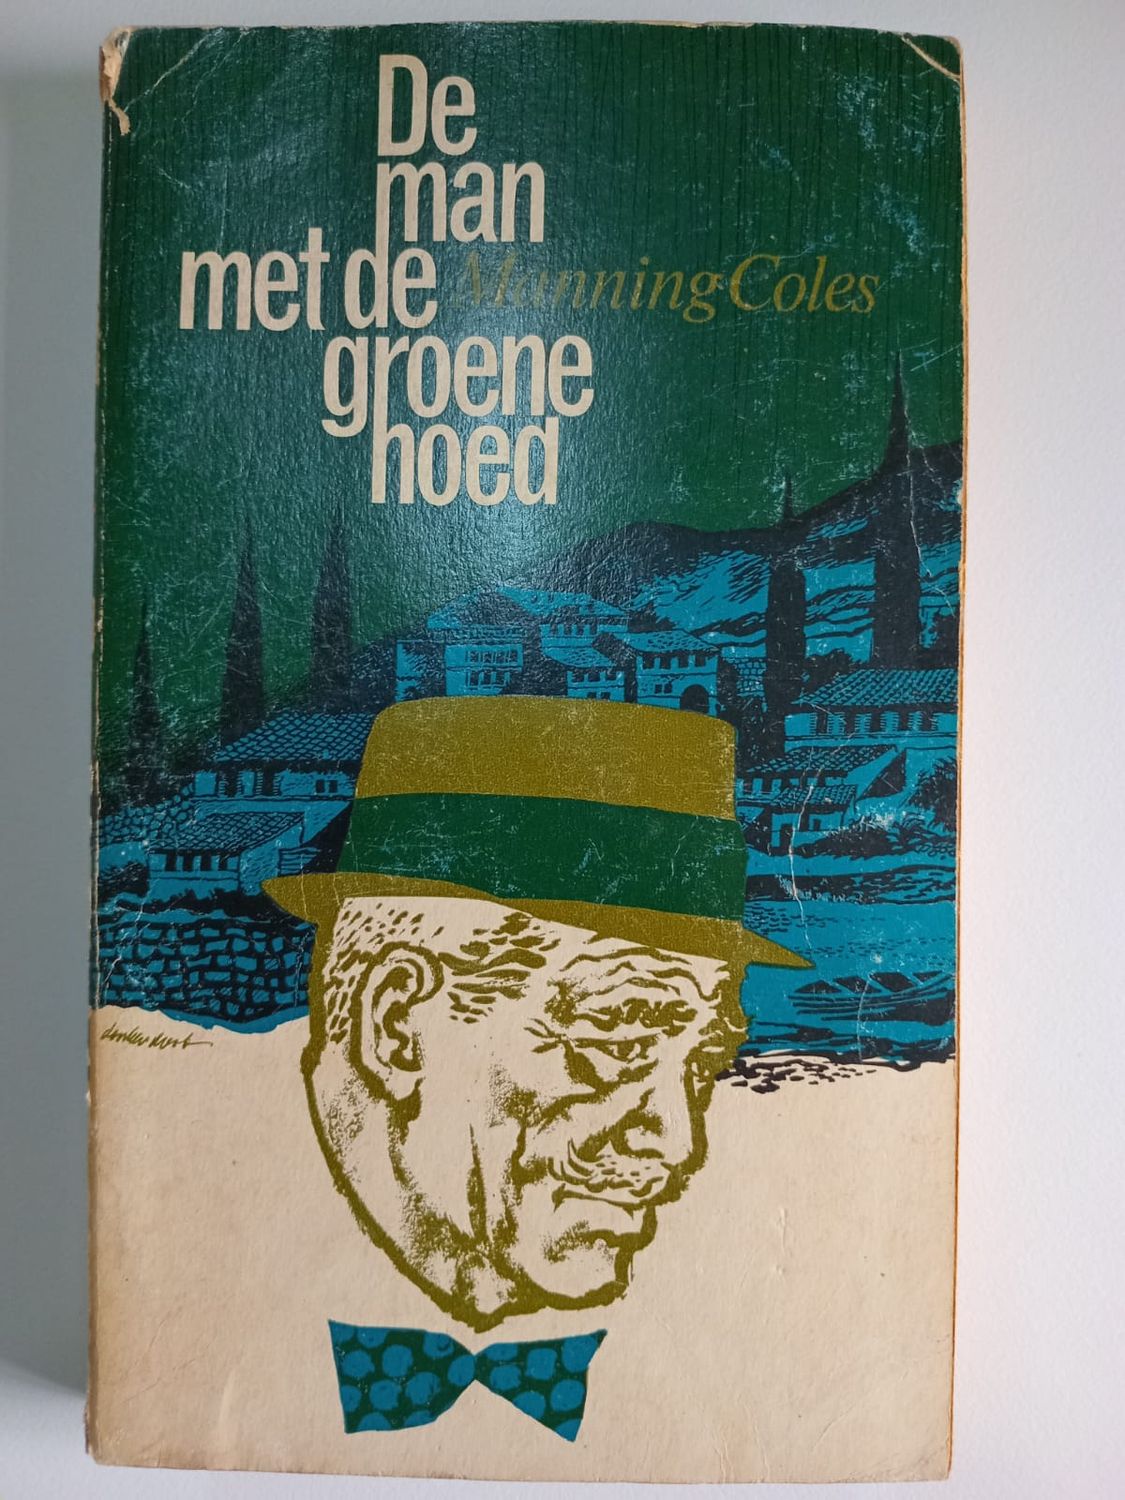 De
man
met de Manning Coles
groene
hoed